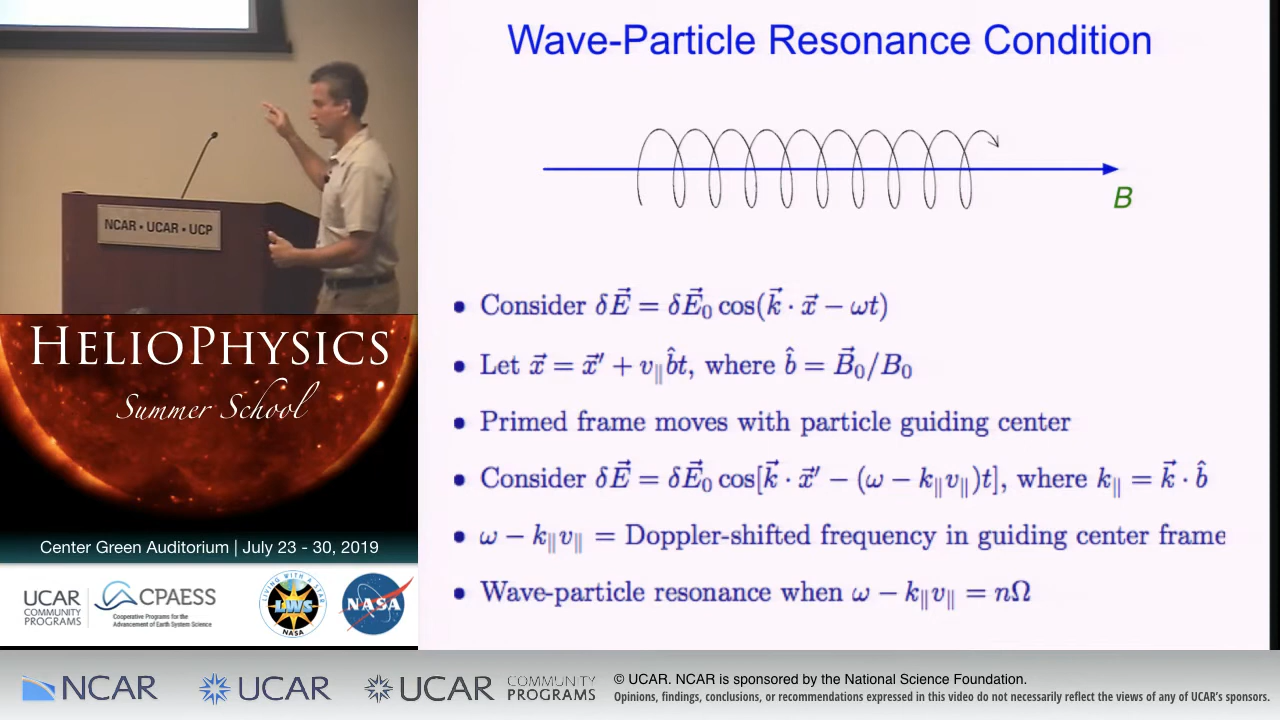 Wave-Particle Resonance Condition
B
• Consider δE⃗ = δE⃗₀ cos(k⃗ · x⃗ − ωt)
• Let x⃗ = x⃗′ + v∥b̂t, where b̂ = B⃗₀/B₀
• Primed frame moves with particle guiding center
• Consider δE⃗ = δE⃗₀ cos[k⃗ · x⃗′ − (ω − k∥v∥)t], where k∥ = k⃗ · b̂
• ω − k∥v∥ = Doppler-shifted frequency in guiding center frame
• Wave-particle resonance when ω − k∥v∥ = nΩ
NCAR • UCAR • UCP
HELIOPHYSICS
Summer School
Center Green Auditorium | July 23 - 30, 2019
UCAR
COMMUNITY
PROGRAMS
CPAESS
Cooperative Programs for the
Advancement of Earth System Science
LIVING WITH A STAR
LWS
NASA
NASA
NCAR
UCAR
UCAR
COMMUNITY
PROGRAMS
© UCAR. NCAR is sponsored by the National Science Foundation.
Opinions, findings, conclusions, or recommendations expressed in this video do not necessarily reflect the views of any of UCAR's sponsors.